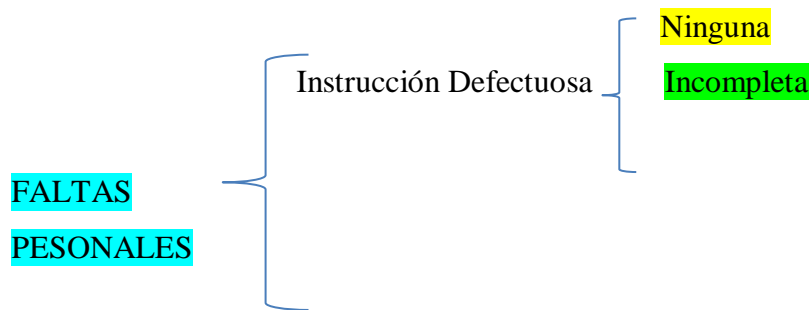 Ninguna
Instrucción Defectuosa
Incompleta
FALTAS
PESONALES